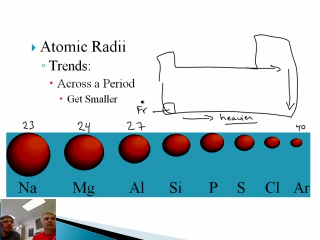 Atomic Radii
Trends:
Across a Period
Get Smaller
Fr
heavier
23 24 27 40
Na Mg Al Si P S Cl Ar